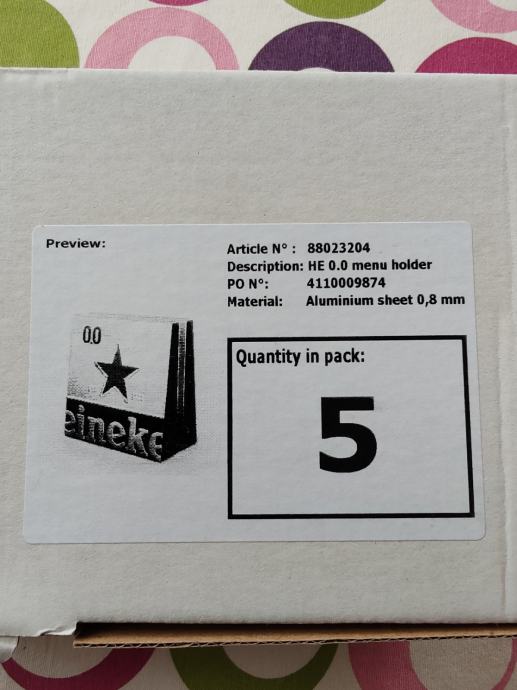 Preview:
Article N° : 88023204
Description: HE 0.0 menu holder
PO N°: 4110009874
Material: Aluminium sheet 0,8 mm
0.0
eineke
Quantity in pack:
5